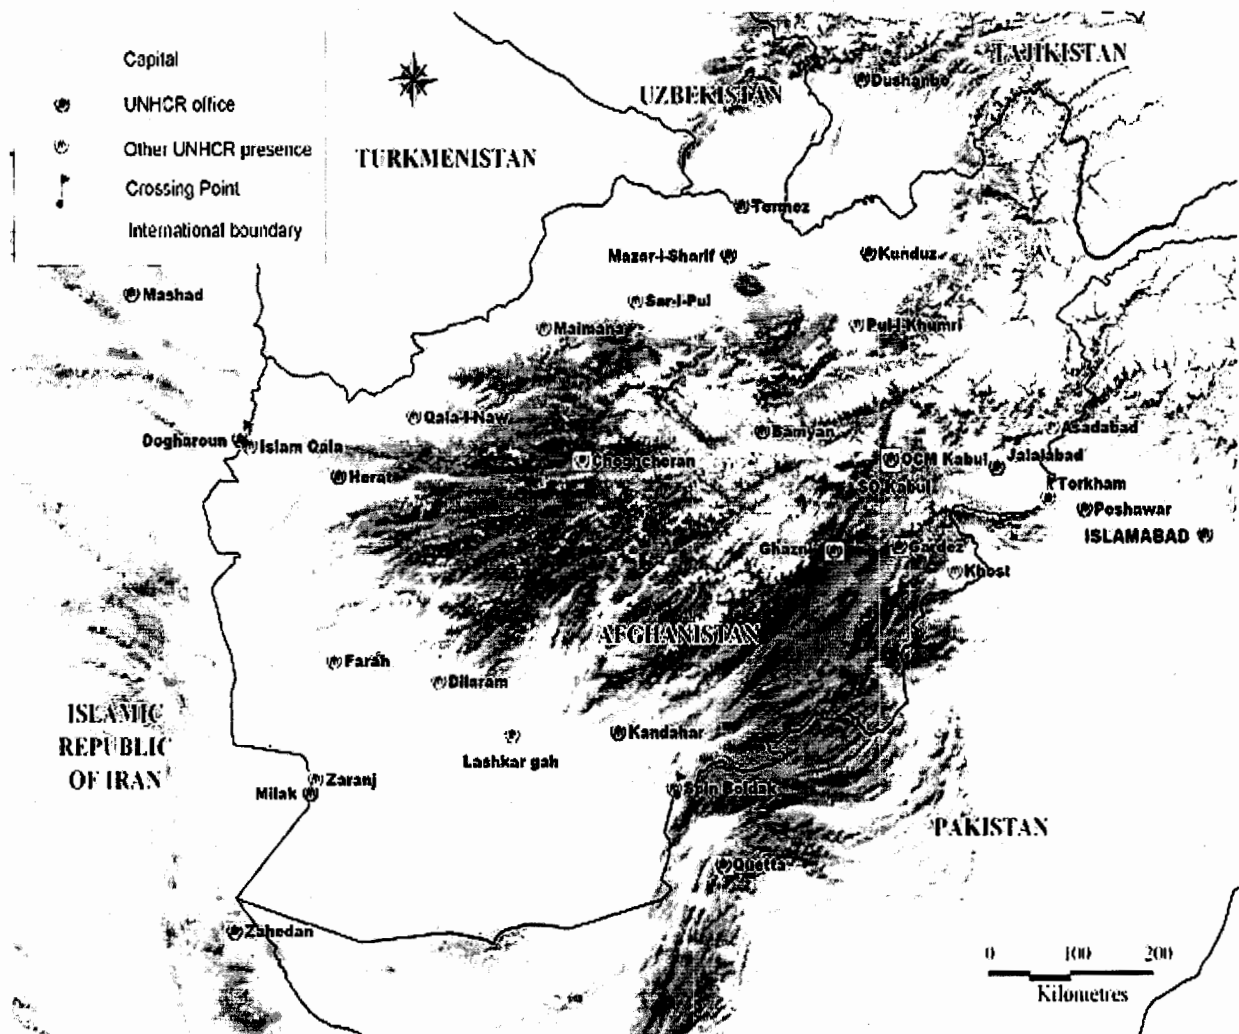 Capital
UNHCR office
Other UNHCR presence
Crossing Point
International boundary
TAJIKISTAN
Dushanbe
UZBEKISTAN
TURKMENISTAN
Termez
Mazar-i-Sharif
Kunduz
Mashad
Sar-i-Pul
Maimana
Pul-i-Khumri
Qala-i-Naw
Bamyan
Asadabad
Dogharoun
Islam Qala
Chaghcharan
OCM Kabul
Jalalabad
Herat
SO Kabul
Torkham
Peshawar
ISLAMABAD
Ghazni
Gardez
Khost
AFGHANISTAN
Farah
Dilaram
ISLAMIC
REPUBLIC
OF IRAN
Kandahar
Lashkar gah
Zaranj
Milak
Spin Boldak
PAKISTAN
Quetta
Zahedan
0 100 200
Kilometres